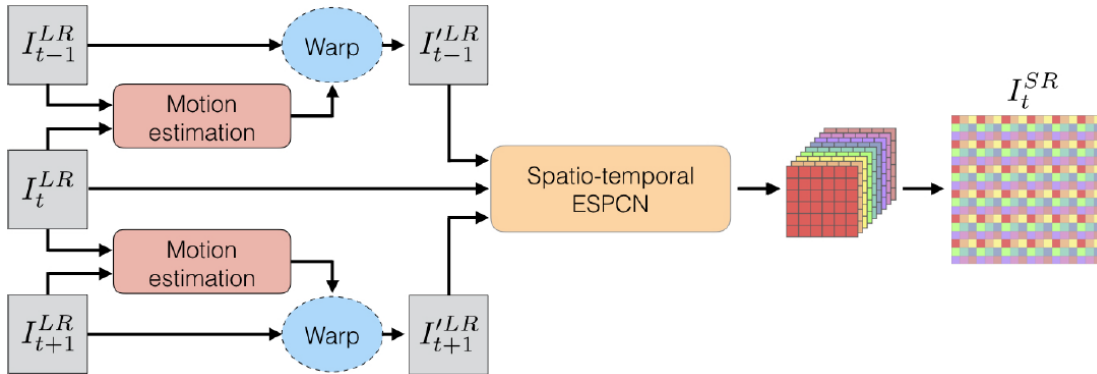 I_{t-1}^{LR}
Warp
I'_{t-1}^{LR}
Motion
estimation
I_t^{SR}
I_t^{LR}
Spatio-temporal
ESPCN
Motion
estimation
I_{t+1}^{LR}
Warp
I'_{t+1}^{LR}